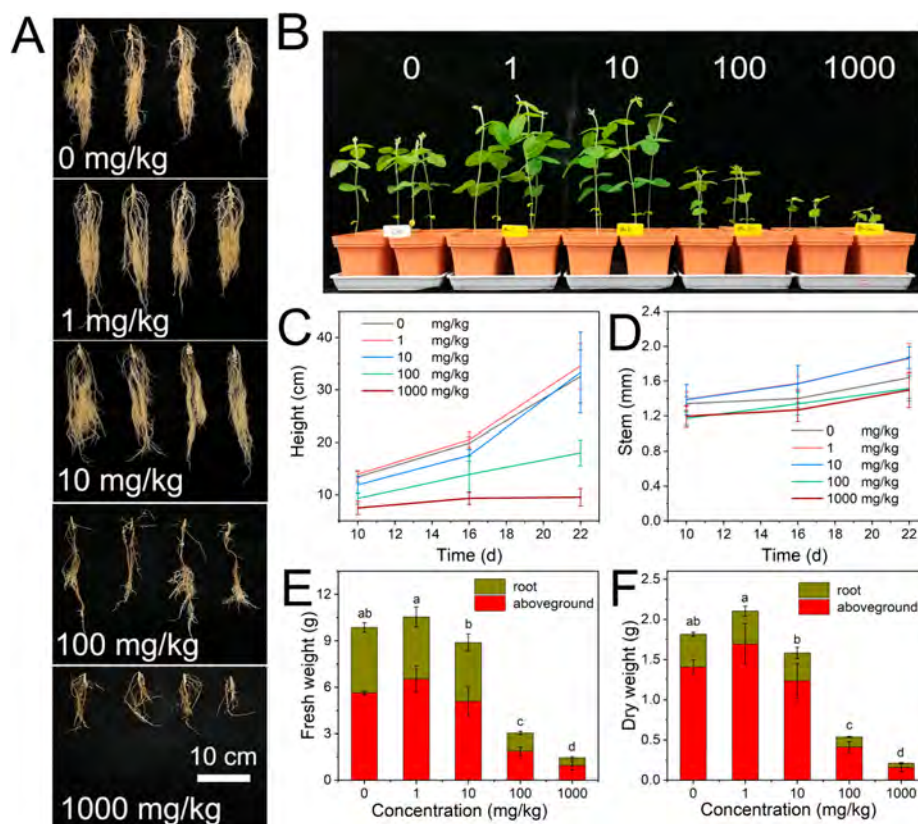 A
0 mg/kg
1 mg/kg
10 mg/kg
100 mg/kg
10 cm
1000 mg/kg
B
0 1 10 100 1000
C
0 mg/kg
1 mg/kg
10 mg/kg
100 mg/kg
1000 mg/kg
40
30
20
10
Height (cm)
10 12 14 16 18 20 22
Time (d)
D
2.4
1.8
1.2
0.6
0.0
Stem (mm)
0 mg/kg
1 mg/kg
10 mg/kg
100 mg/kg
1000 mg/kg
10 12 14 16 18 20 22
Time (d)
E
root
aboveground
12
9
6
3
0
Fresh weight (g)
ab a b c d
0 1 10 100 1000
Concentration (mg/kg)
F
root
aboveground
2.5
2.0
1.5
1.0
0.5
0.0
Dry weight (g)
ab a b c d
0 1 10 100 1000
Concentration (mg/kg)